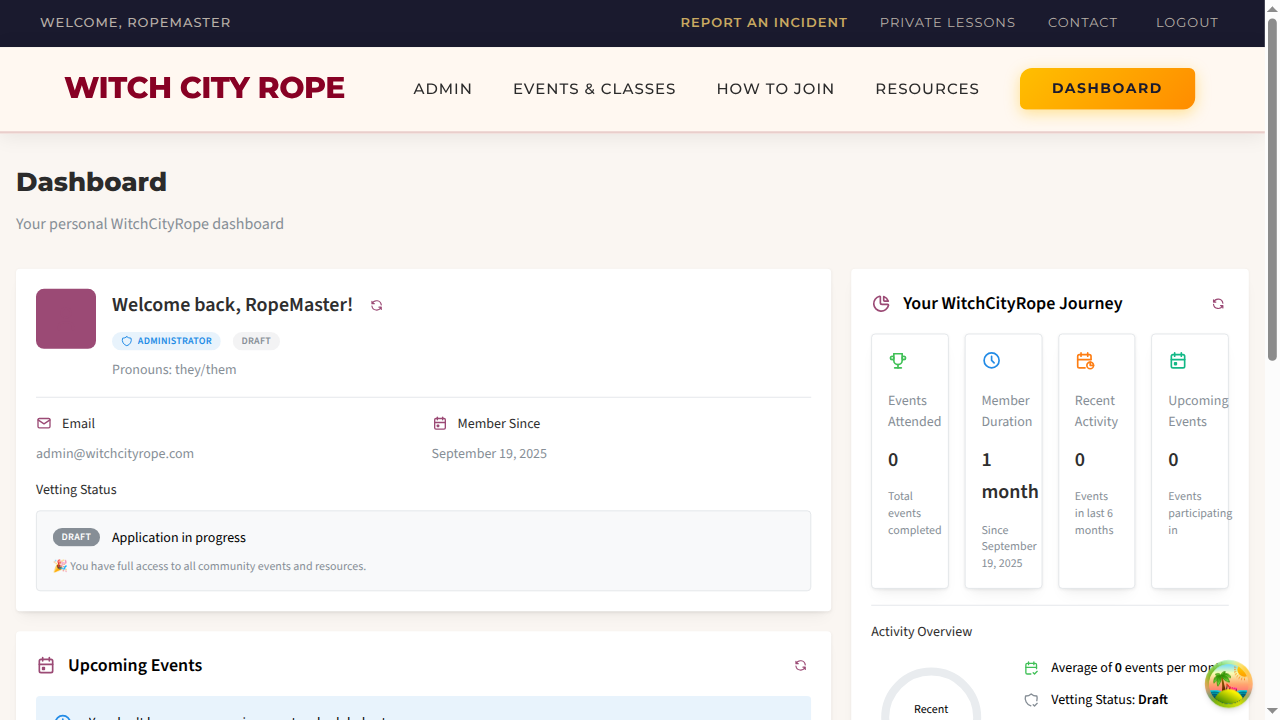 WELCOME, ROPEMASTER
REPORT AN INCIDENT
PRIVATE LESSONS
CONTACT
LOGOUT
WITCH CITY ROPE
ADMIN
EVENTS & CLASSES
HOW TO JOIN
RESOURCES
DASHBOARD
Dashboard
Your personal WitchCityRope dashboard
Welcome back, RopeMaster!
ADMINISTRATOR
DRAFT
Pronouns: they/them
Email
admin@witchcityrope.com
Member Since
September 19, 2025
Vetting Status
DRAFT
Application in progress
🎉 You have full access to all community events and resources.
Upcoming Events
Your WitchCityRope Journey
Events
Attended
0
Total
events
completed
Member
Duration
1
month
Since
September
19, 2025
Recent
Activity
0
Events
in last 6
months
Upcoming
Events
0
Events
participating
in
Activity Overview
Recent
Average of 0 events per
Vetting Status: Draft